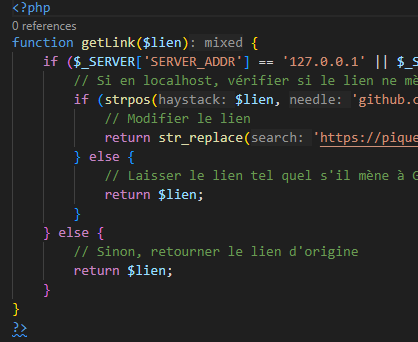 <?php
0 references
function getLink($lien): mixed {
if ($_SERVER['SERVER_ADDR'] == '127.0.0.1' || $_S
// Si en localhost, vérifier si le lien ne mè
if (strpos(haystack: $lien, needle: 'github.c
// Modifier le lien
return str_replace(search: 'https://pique
} else {
// Laisser le lien tel quel s'il mène à G
return $lien;
}
} else {
// Sinon, retourner le lien d'origine
return $lien;
}
}
?>